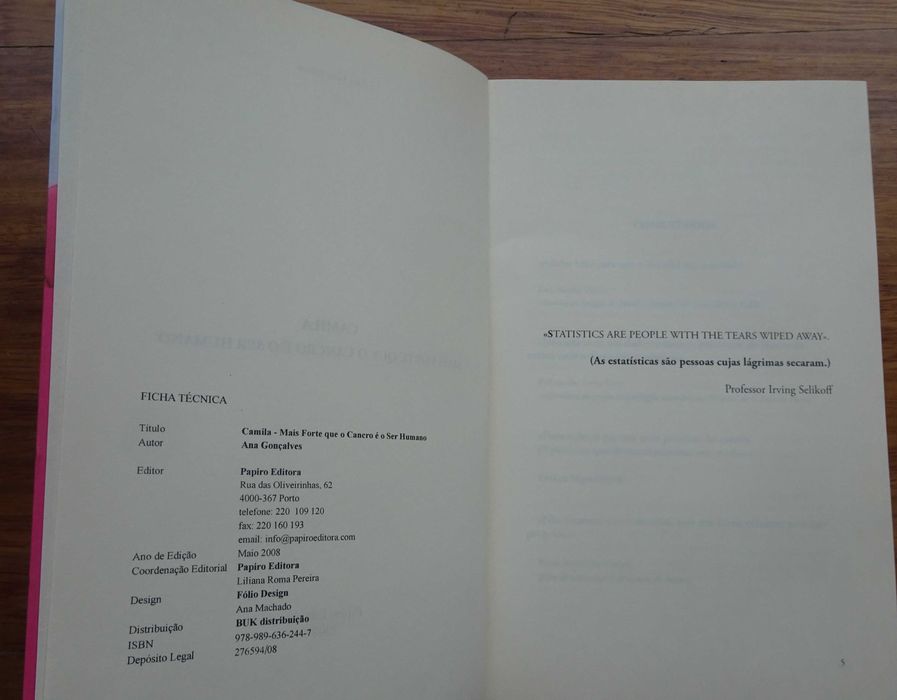 FICHA TÉCNICA
Título Camila - Mais Forte que o Cancro é o Ser Humano
Autor Ana Gonçalves
Editor Papiro Editora
Rua das Oliveirinhas, 62
4000-367 Porto
telefone: 220 109 120
fax: 220 160 193
email: info@papiroeditora.com
Ano de Edição Maio 2008
Coordenação Editorial Papiro Editora
Liliana Roma Pereira
Design Fólio Design
Ana Machado
Distribuição BUK distribuição
ISBN 978-989-636-244-7
Depósito Legal 276594/08
«STATISTICS ARE PEOPLE WITH THE TEARS WIPED AWAY».
(As estatísticas são pessoas cujas lágrimas secaram.)
Professor Irving Selikoff
5